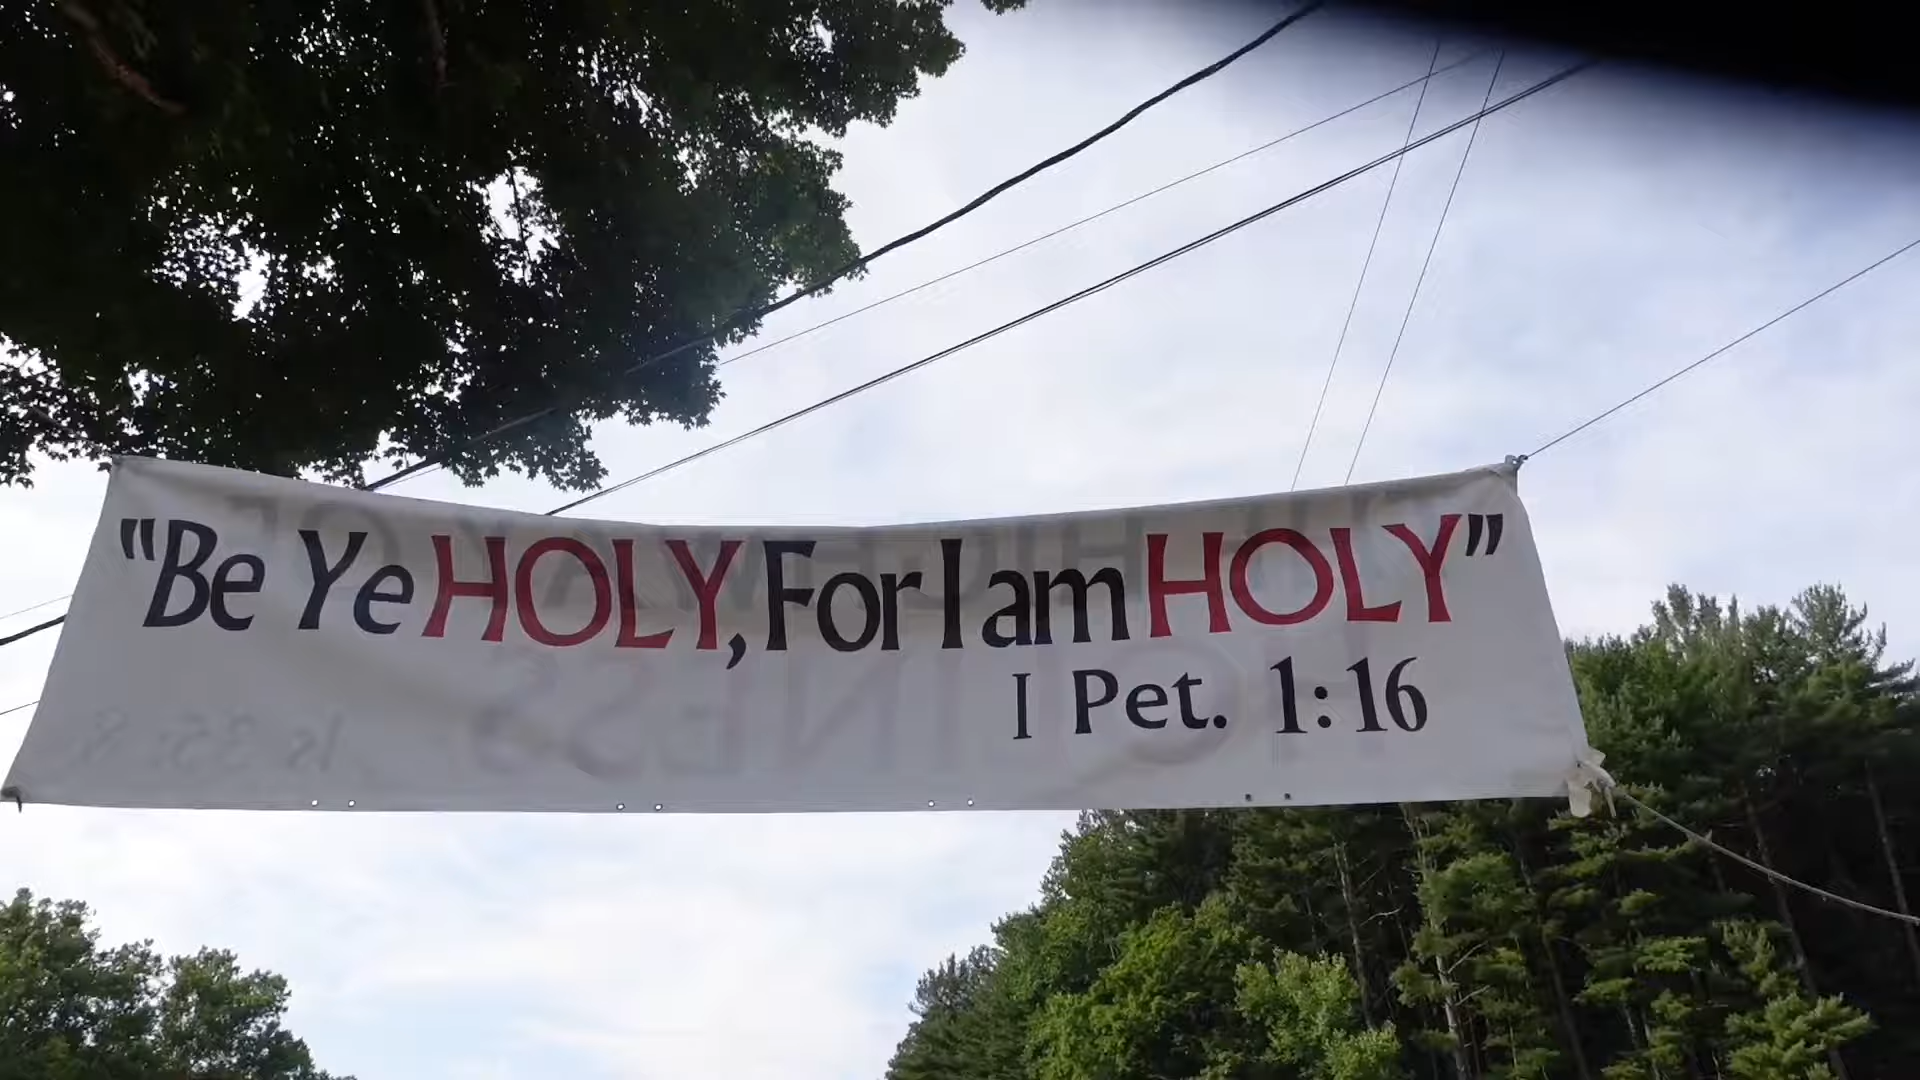 “Be Ye HOLY, For I am HOLY”
I Pet. 1:16